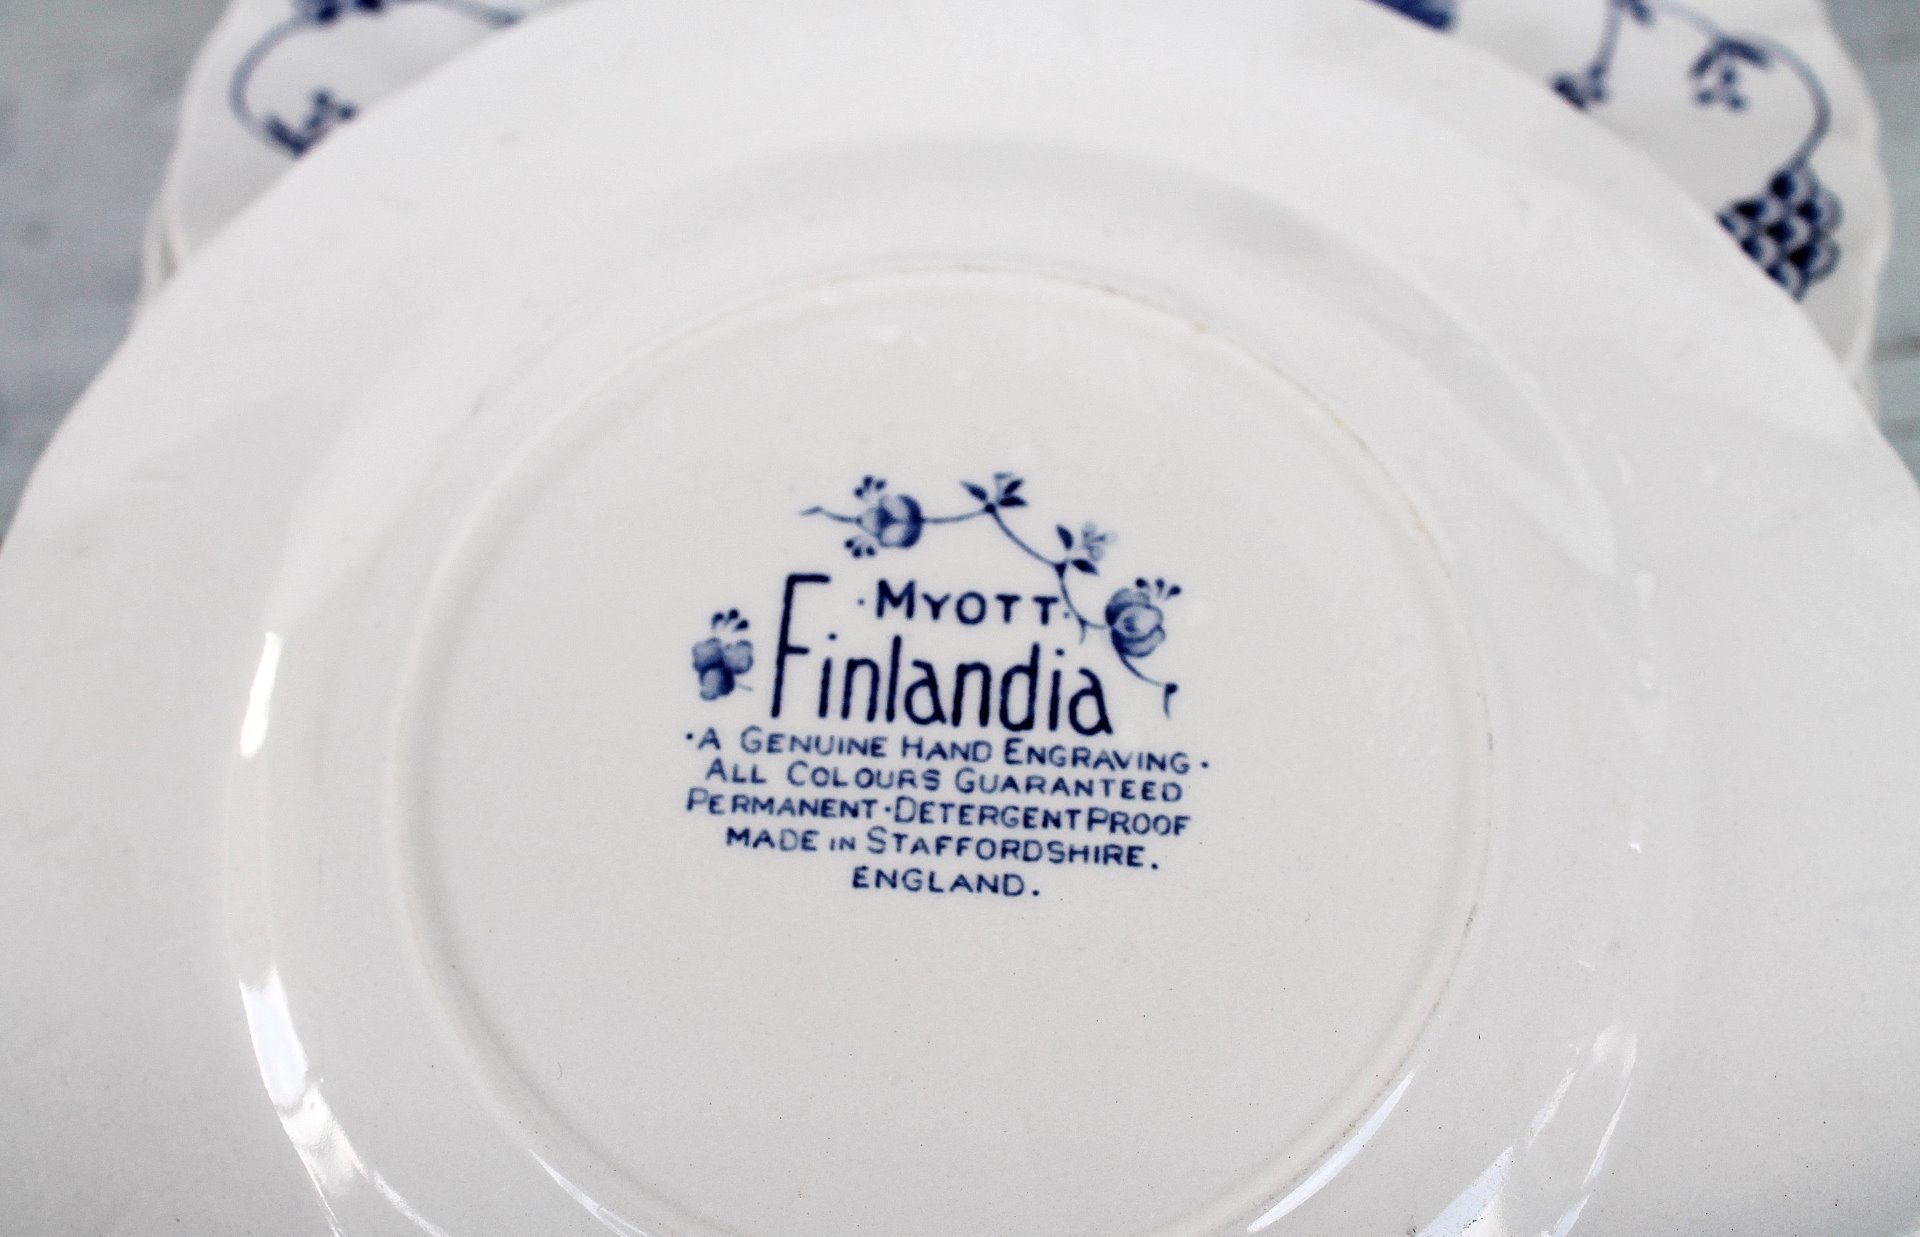 ·MYOTT·
Finlandia
·A GENUINE HAND ENGRAVING·
ALL COLOURS GUARANTEED
PERMANENT·DETERGENT PROOF
MADE IN STAFFORDSHIRE.
ENGLAND.